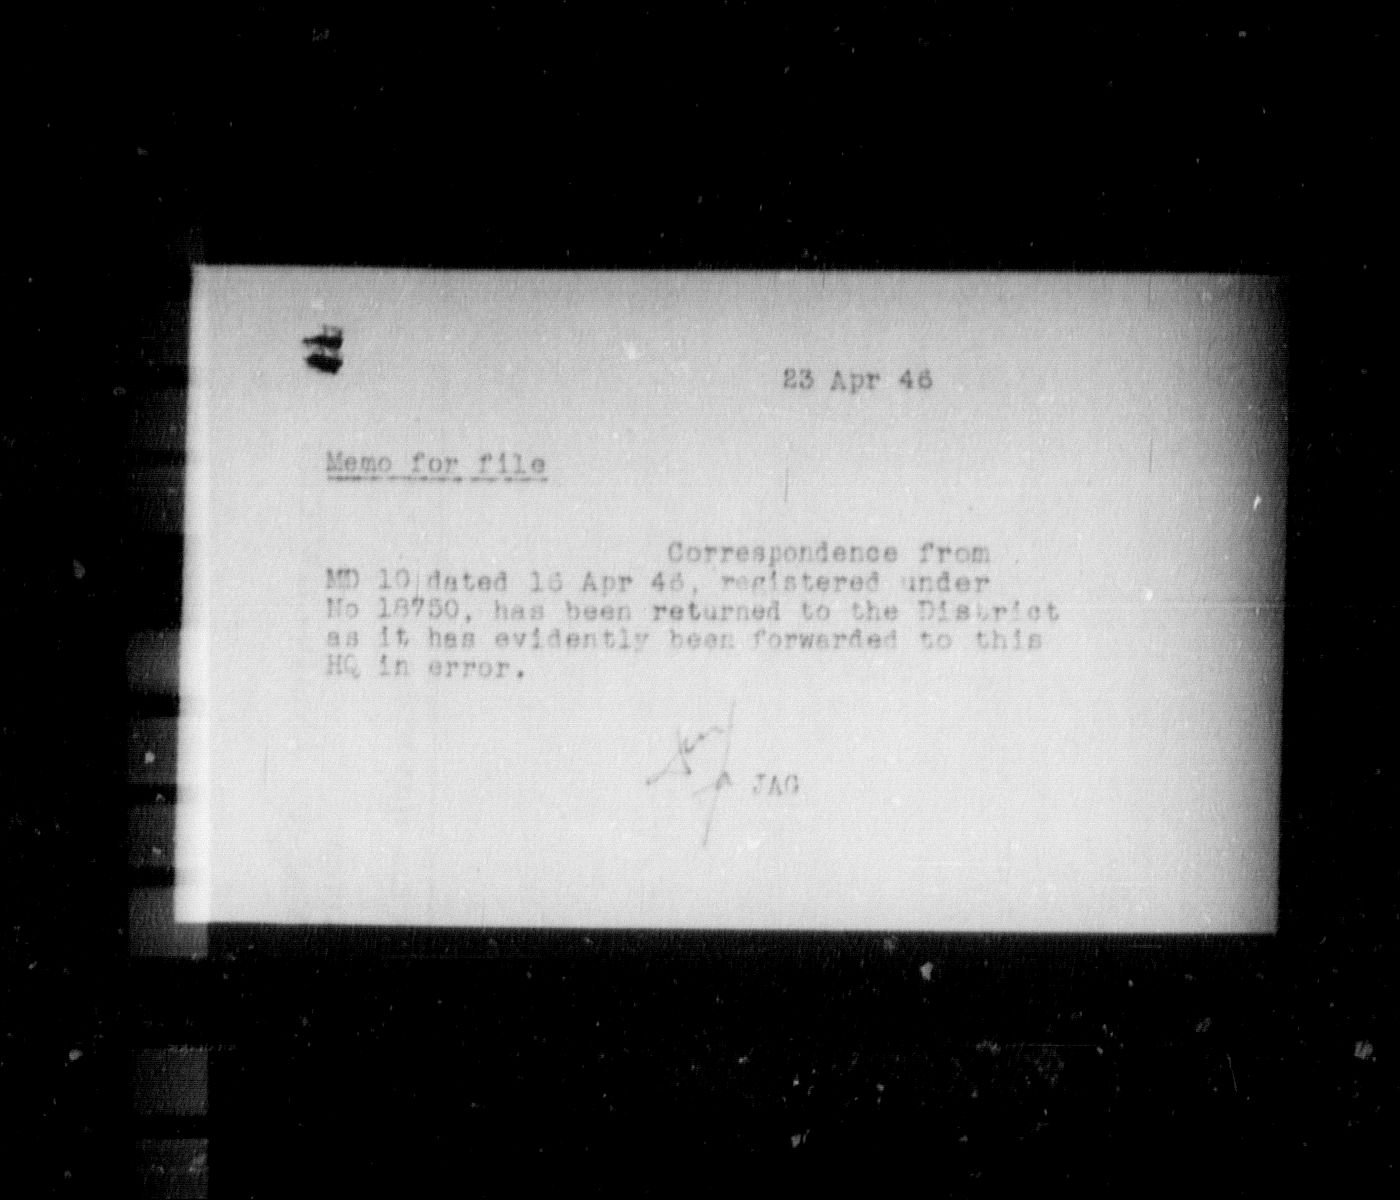 23 Apr 46
Memo for file
Correspondence from
MD 10 dated 16 Apr 46, registered under
No 18750, has been returned to the District
as it has evidently been forwarded to this
HQ in error.
JAG